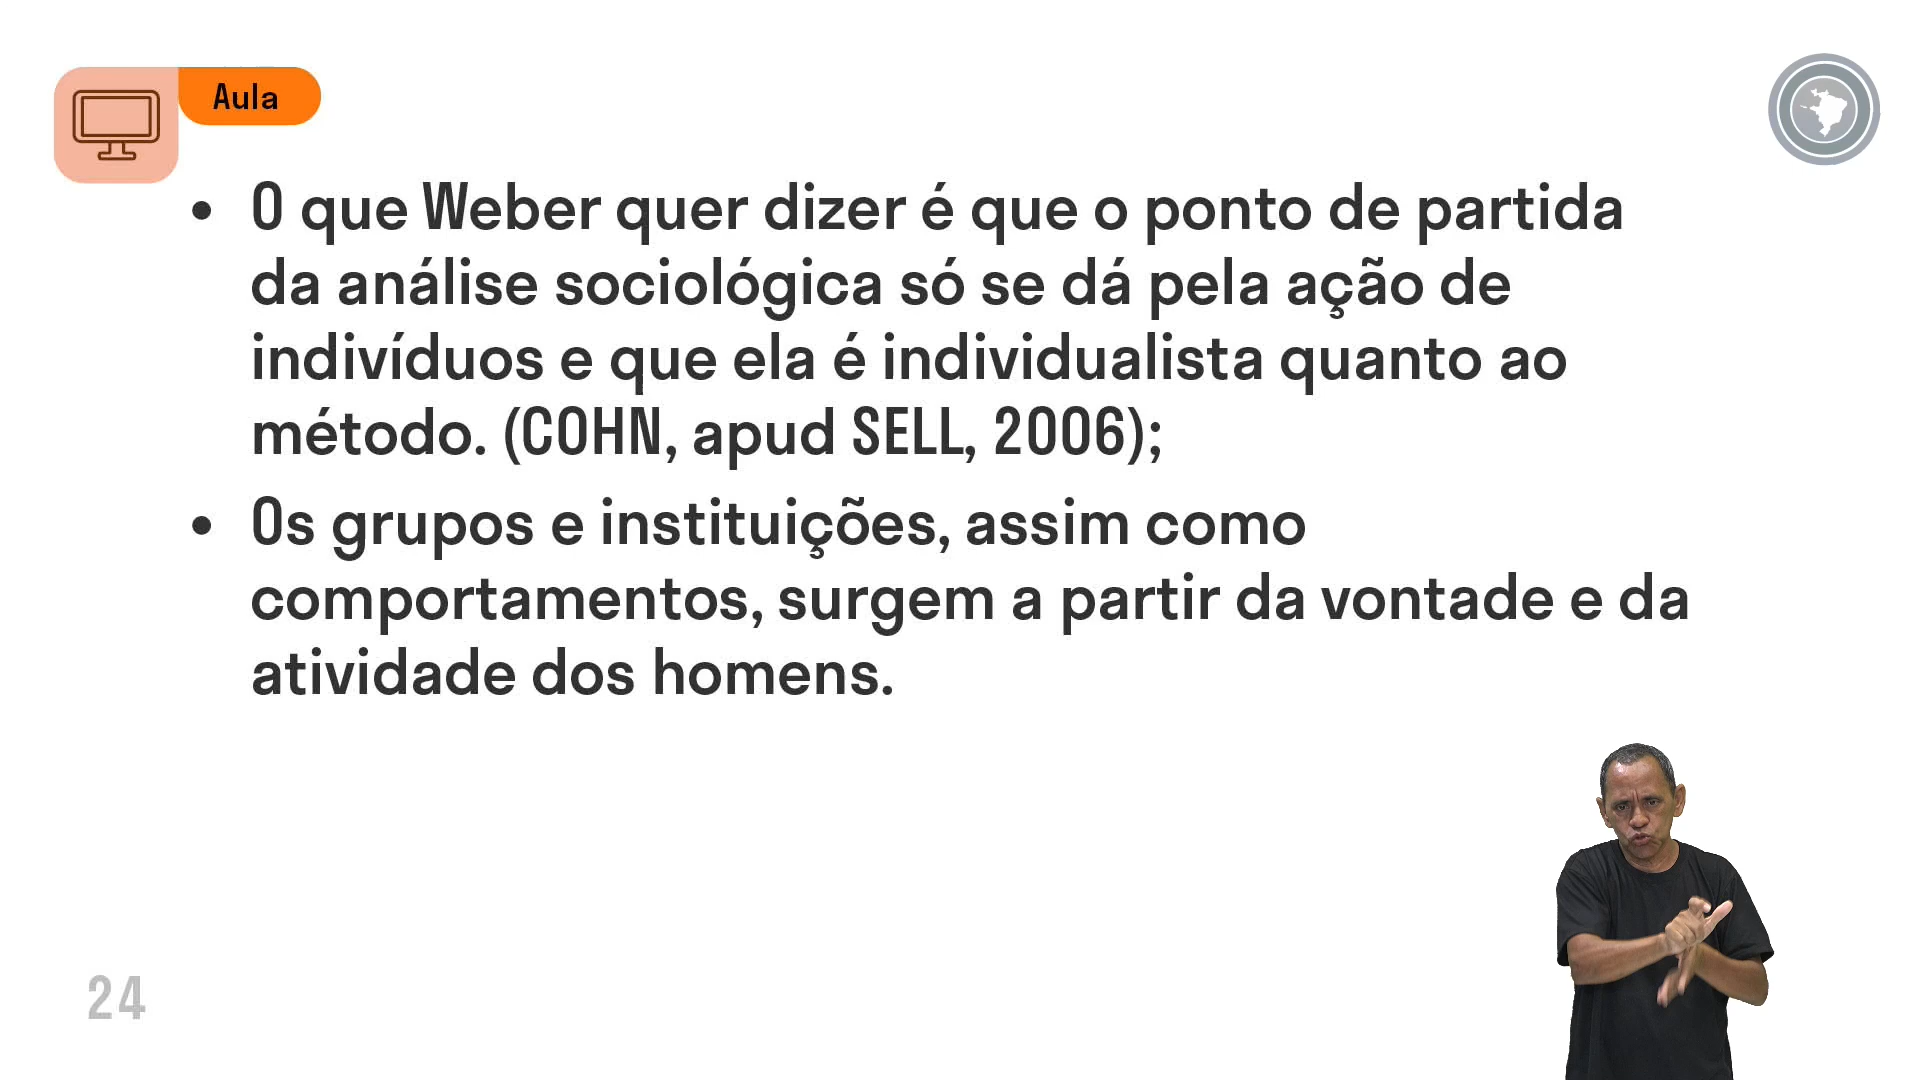 Aula
• O que Weber quer dizer é que o ponto de partida
da análise sociológica só se dá pela ação de
indivíduos e que ela é individualista quanto ao
método. (COHN, apud SELL, 2006);
• Os grupos e instituições, assim como
comportamentos, surgem a partir da vontade e da
atividade dos homens.
24